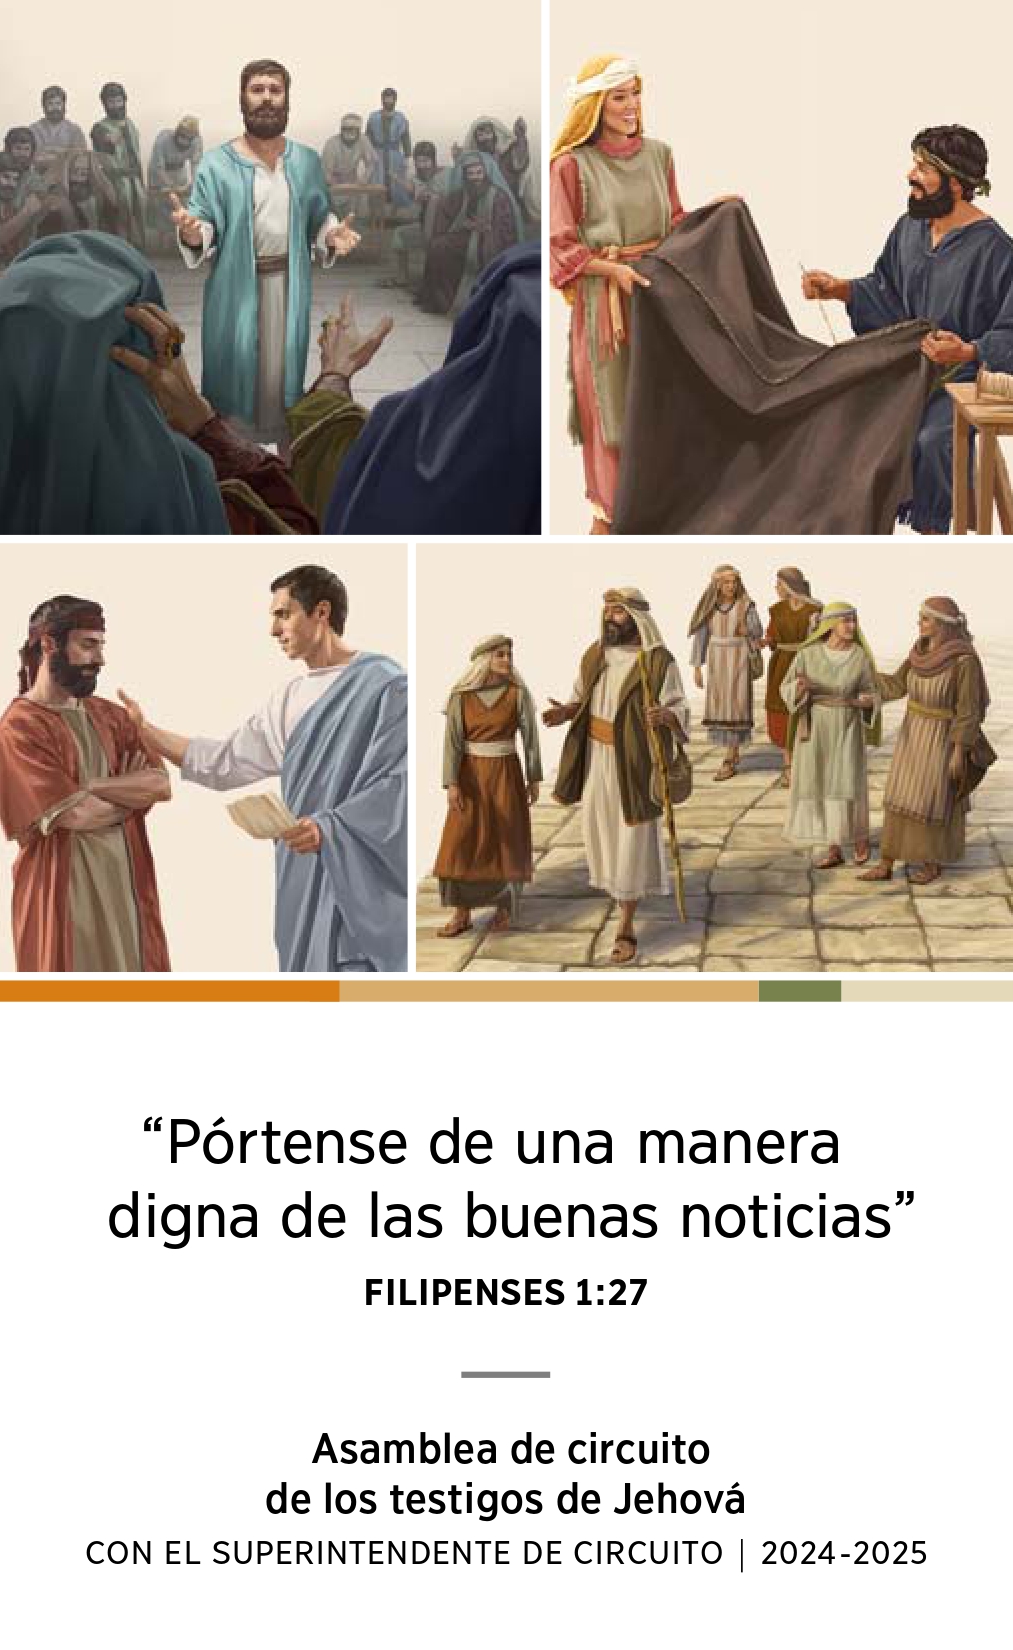 “Pórtense de una manera
digna de las buenas noticias”
FILIPENSES 1:27
Asamblea de circuito
de los testigos de Jehová
CON EL SUPERINTENDENTE DE CIRCUITO | 2024-2025